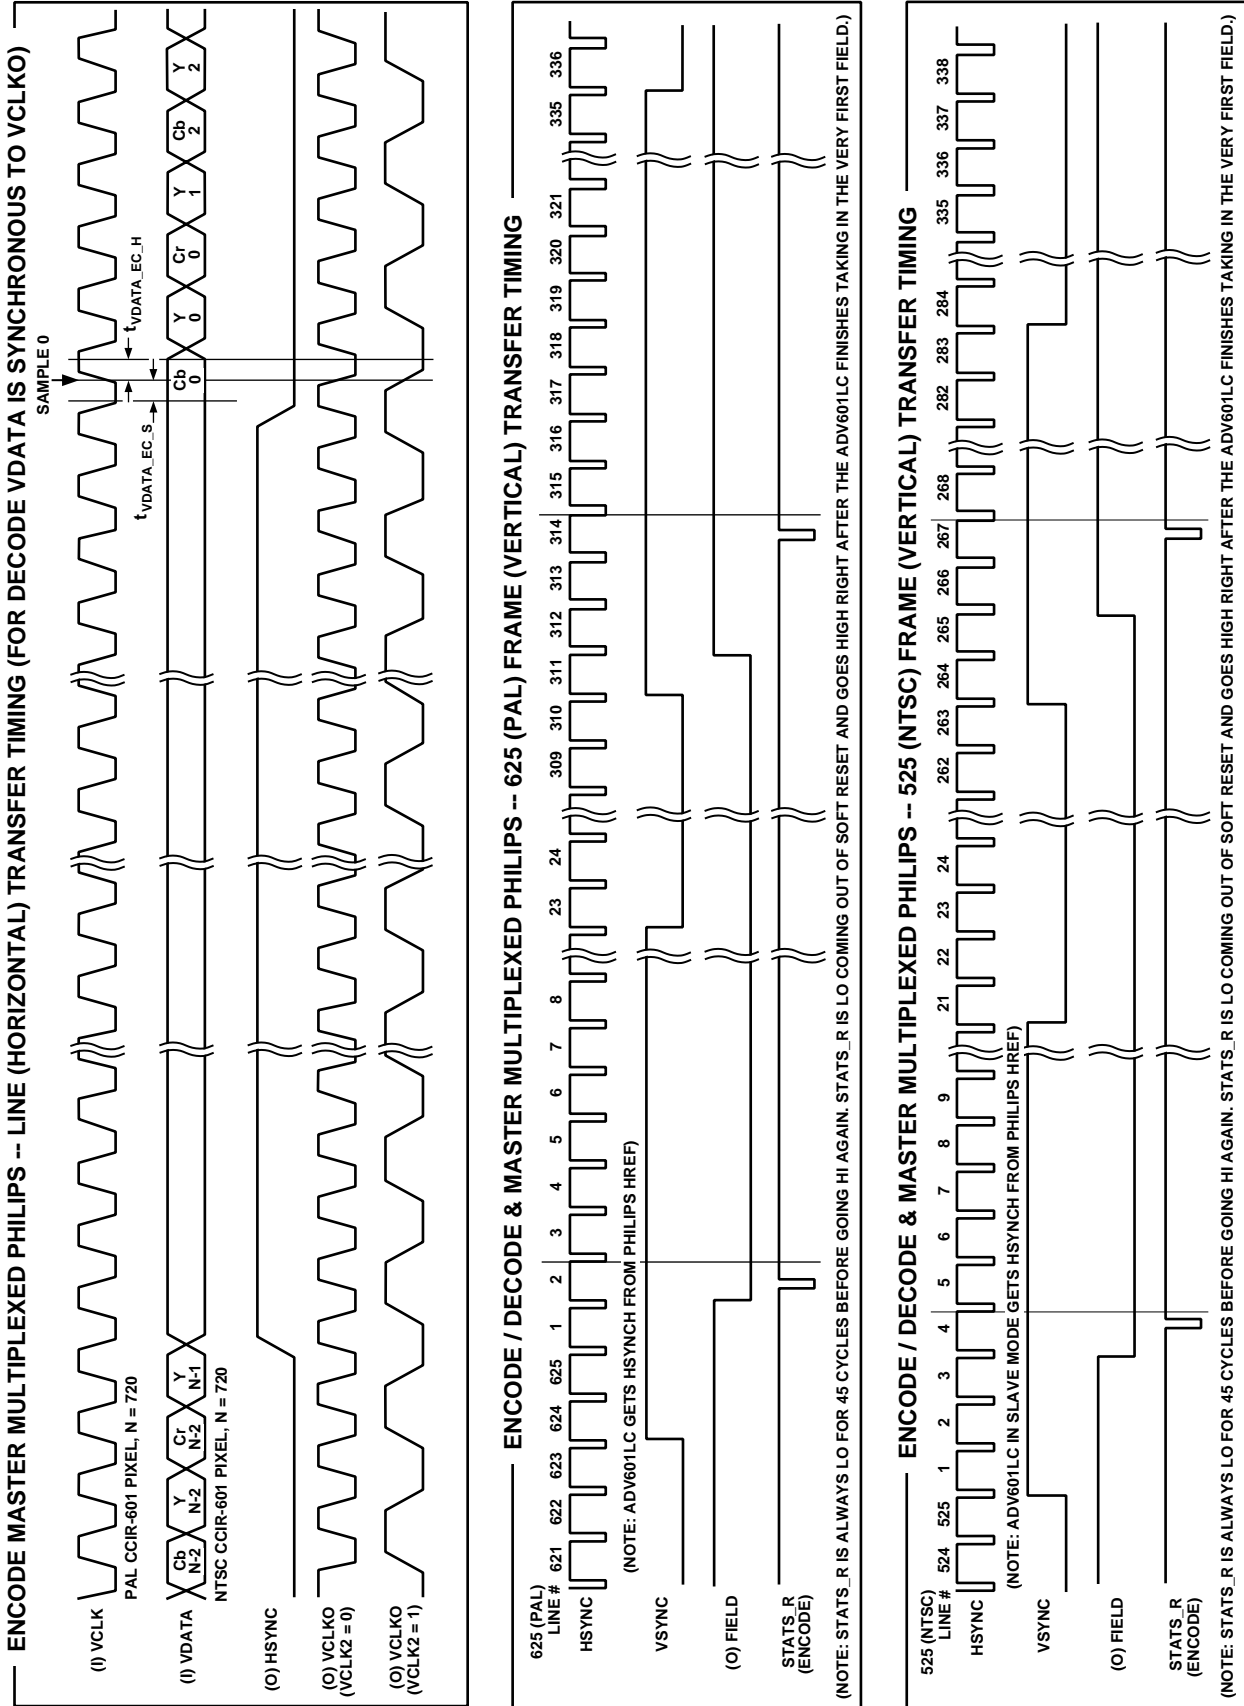 ENCODE MASTER MULTIPLEXED PHILIPS -- LINE (HORIZONTAL) TRANSFER TIMING (FOR DECODE VDATA IS SYNCHRONOUS TO VCLKO)
SAMPLE 0
tVDATA_EC_S
tVDATA_EC_H
(I) VCLK
PAL CCIR-601 PIXEL, N = 720
(I) VDATA
Cb N-2 Y N-2 Cr N-2 Y N-1 Cb 0 Y 0 Cr 0 Y 1 Cb 2 Y 2
NTSC CCIR-601 PIXEL, N = 720
(O) HSYNC
(O) VCLKO
(VCLK2 = 0)
(O) VCLKO
(VCLK2 = 1)
ENCODE / DECODE & MASTER MULTIPLEXED PHILIPS -- 625 (PAL) FRAME (VERTICAL) TRANSFER TIMING
625 (PAL)
LINE # 621 622 623 624 625 1 2 3 4 5 6 7 8 23 24 309 310 311 312 313 314 315 316 317 318 319 320 321 335 336
HSYNC
(NOTE: ADV601LC GETS HSYNCH FROM PHILIPS HREF)
VSYNC
(O) FIELD
STATS_R
(ENCODE)
(NOTE: STATS_R IS ALWAYS LO FOR 45 CYCLES BEFORE GOING HI AGAIN. STATS_R IS LO COMING OUT OF SOFT RESET AND GOES HIGH RIGHT AFTER THE ADV601LC FINISHES TAKING IN THE VERY FIRST FIELD.)
ENCODE / DECODE & MASTER MULTIPLEXED PHILIPS -- 525 (NTSC) FRAME (VERTICAL) TRANSFER TIMING
525 (NTSC)
LINE # 524 525 1 2 3 4 5 6 7 8 9 21 22 23 24 262 263 264 265 266 267 268 282 283 284 335 336 337 338
HSYNC
(NOTE: ADV601LC IN SLAVE MODE GETS HSYNCH FROM PHILIPS HREF)
VSYNC
(O) FIELD
STATS_R
(ENCODE)
(NOTE: STATS_R IS ALWAYS LO FOR 45 CYCLES BEFORE GOING HI AGAIN. STATS_R IS LO COMING OUT OF SOFT RESET AND GOES HIGH RIGHT AFTER THE ADV601LC FINISHES TAKING IN THE VERY FIRST FIELD.)